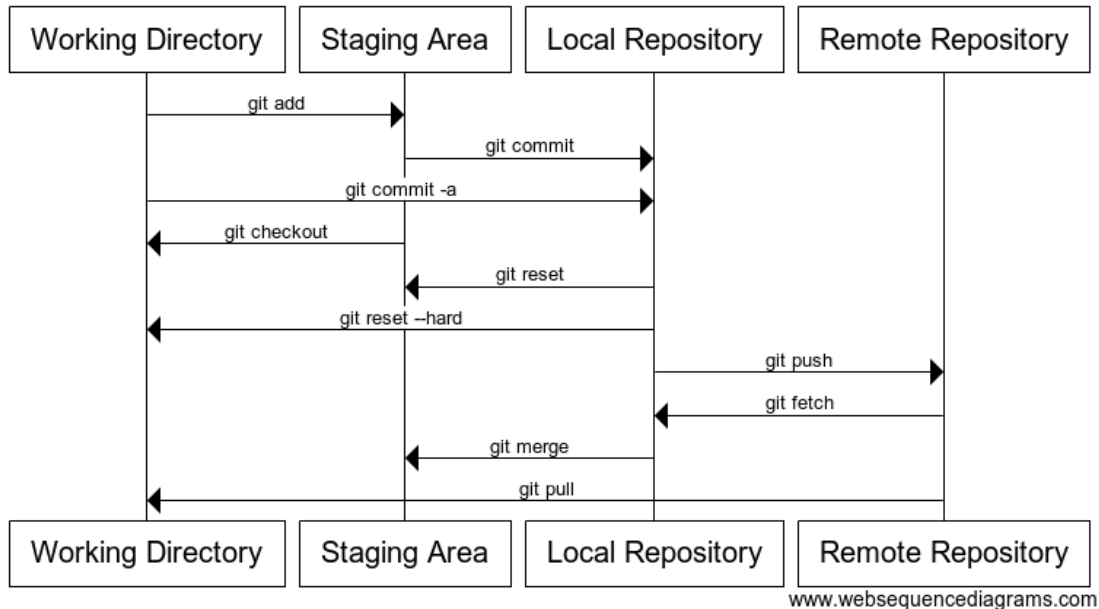 Working Directory
Staging Area
Local Repository
Remote Repository
git add
git commit
git commit -a
git checkout
git reset
git reset --hard
git push
git fetch
git merge
git pull
Working Directory
Staging Area
Local Repository
Remote Repository
www.websequencediagrams.com